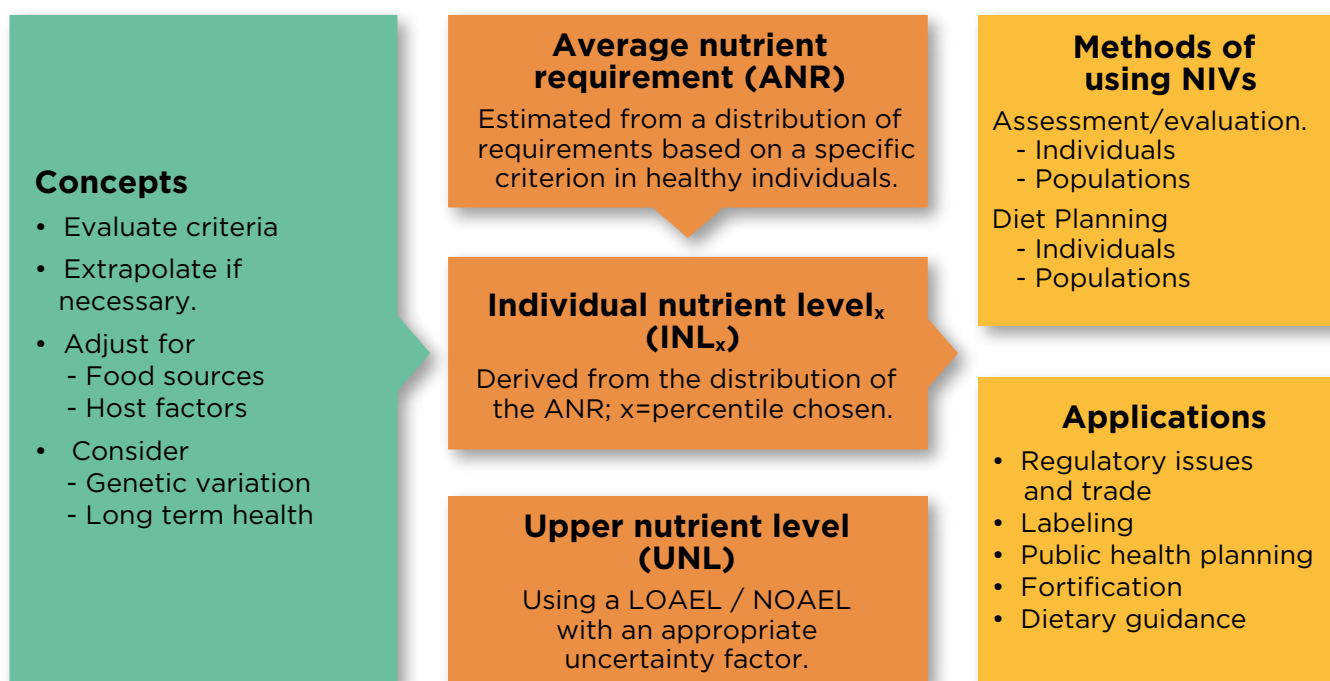 Concepts
• Evaluate criteria
• Extrapolate if
necessary.
• Adjust for
- Food sources
- Host factors
• Consider
- Genetic variation
- Long term health
Average nutrient
requirement (ANR)
Estimated from a distribution of
requirements based on a specific
criterion in healthy individuals.
Individual nutrient levelₓ
(INLₓ)
Derived from the distribution of
the ANR; x=percentile chosen.
Upper nutrient level
(UNL)
Using a LOAEL / NOAEL
with an appropriate
uncertainty factor.
Methods of
using NIVs
Assessment/evaluation.
- Individuals
- Populations
Diet Planning
- Individuals
- Populations
Applications
• Regulatory issues
and trade
• Labeling
• Public health planning
• Fortification
• Dietary guidance